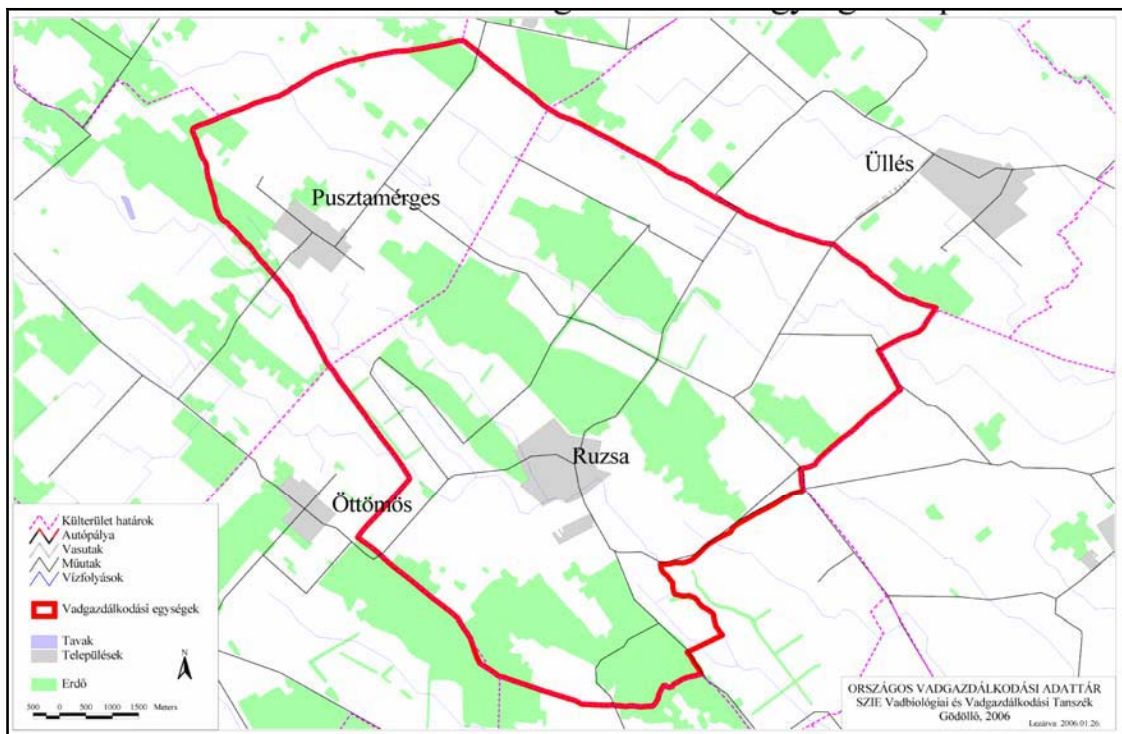 Üllés
Pusztamérges
Ruzsa
Öttömös
Külterület határok
Autópálya
Vasutak
Műutak
Vízfolyások
Vadgazdálkodási egységek
Tavak
Települések
N
Erdő
500 0 500 1000 1500 Meters
ORSZÁGOS VADGAZDÁLKODÁSI ADATTÁR
SZIE Vadbiológiai és Vadgazdálkodási Tanszék
Gödöllő, 2006
Lezárva: 2006.01.26.